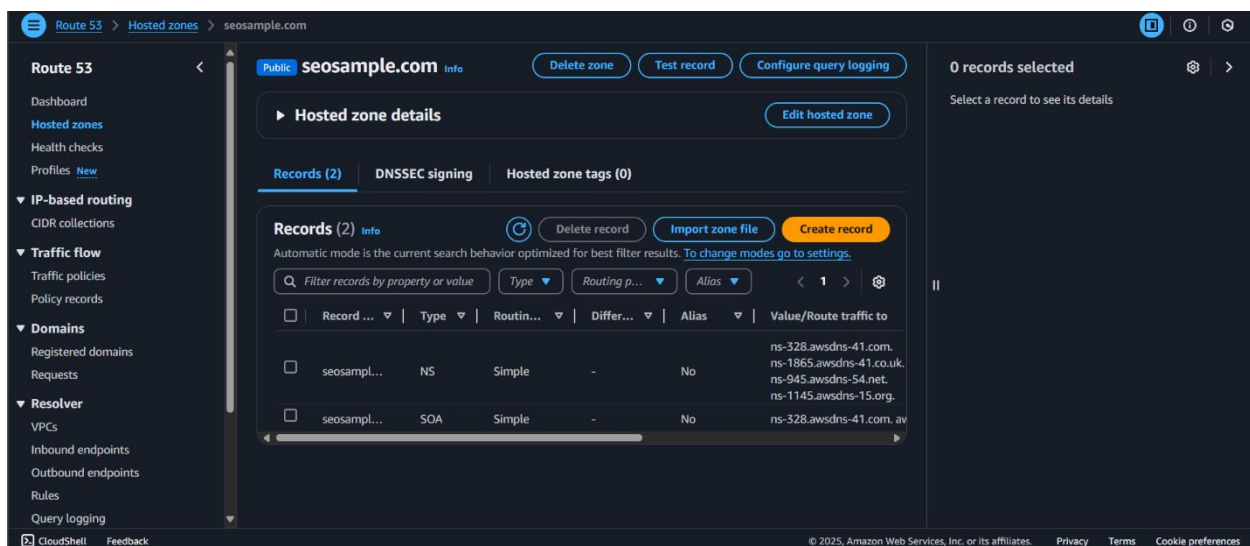 Route 53 > Hosted zones > seosample.com
Route 53
Dashboard
Hosted zones
Health checks
Profiles New
IP-based routing
CIDR collections
Traffic flow
Traffic policies
Policy records
Domains
Registered domains
Requests
Resolver
VPCs
Inbound endpoints
Outbound endpoints
Rules
Query logging
Public seosample.com Info
Delete zone
Test record
Configure query logging
Hosted zone details
Edit hosted zone
Records (2)
DNSSEC signing
Hosted zone tags (0)
Records (2) Info
Delete record
Import zone file
Create record
Automatic mode is the current search behavior optimized for best filter results. To change modes go to settings.
Filter records by property or value
Type
Routing p...
Alias
< 1 >
Record ... | Type | Routin... | Differ... | Alias | Value/Route traffic to
seosampl... NS Simple - No
ns-328.awsdns-41.com.
ns-1865.awsdns-41.co.uk.
ns-945.awsdns-54.net.
ns-1145.awsdns-15.org.
seosampl... SOA Simple - No ns-328.awsdns-41.com. aw
0 records selected
Select a record to see its details
CloudShell Feedback
© 2025, Amazon Web Services, Inc. or its affiliates. Privacy Terms Cookie preferences